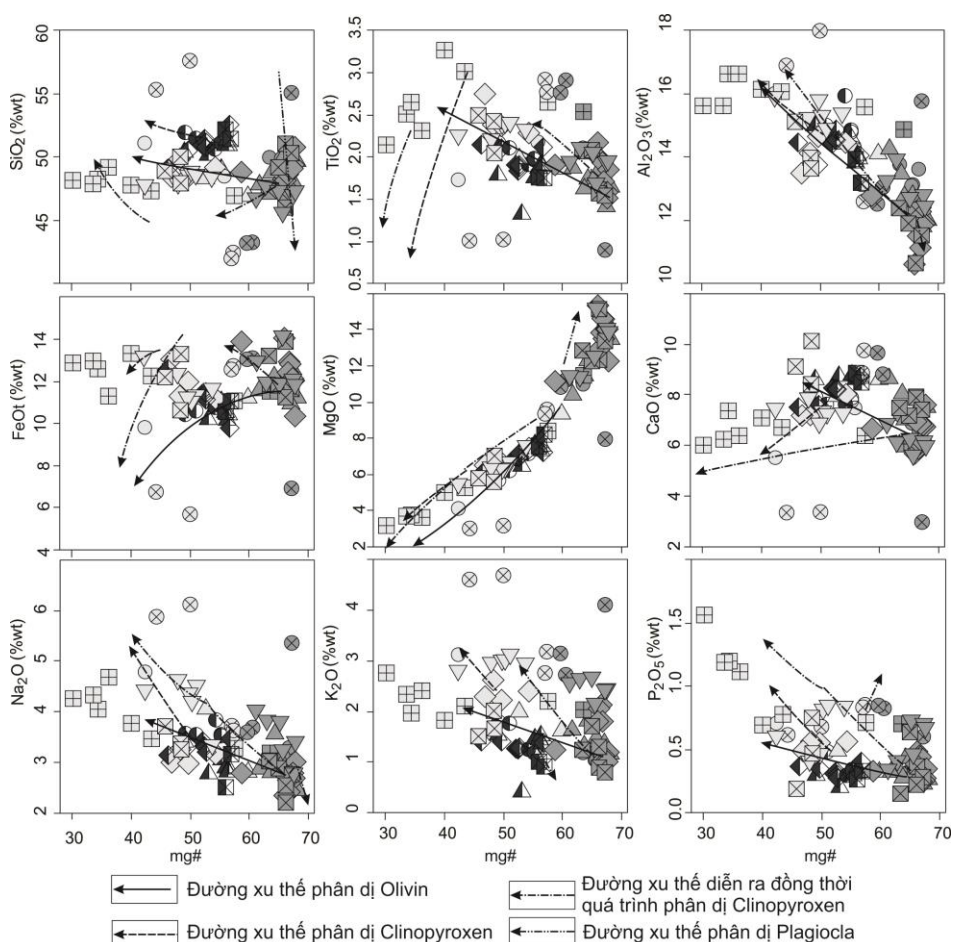 60
55
50
45
SiO2 (%wt)
3.5
3.0
2.5
2.0
1.5
1.0
0.5
TiO2 (%wt)
18
16
14
12
10
Al2O3 (%wt)
14
12
10
8
6
4
FeOt (%wt)
14
12
10
8
6
4
2
MgO (%wt)
10
8
6
4
2
CaO (%wt)
6
5
4
3
2
Na2O (%wt)
4
3
2
1
0
K2O (%wt)
1.5
1.0
0.5
0.0
P2O5 (%wt)
30 40 50 60 70
mg#
30 40 50 60 70
mg#
30 40 50 60 70
mg#
Đường xu thế phân dị Olivin
Đường xu thế diễn ra đồng thời
quá trình phân dị Clinopyroxen
Đường xu thế phân dị Clinopyroxen
Đường xu thế phân dị Plagiocla